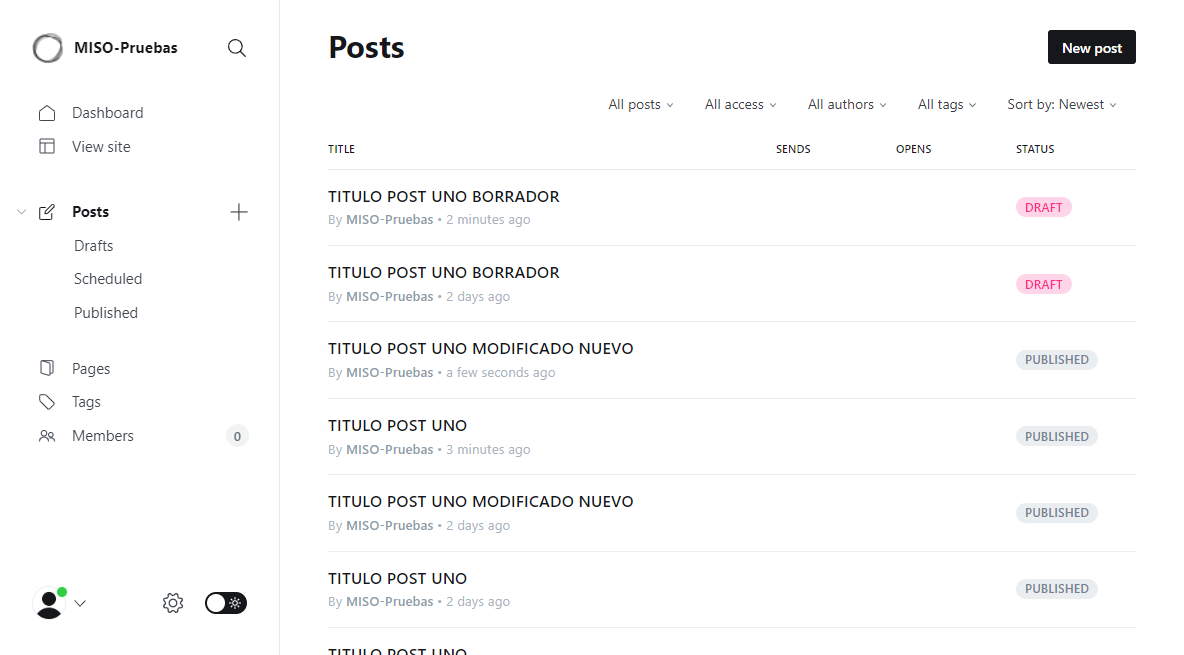 MISO-Pruebas
Dashboard
View site
Posts
Drafts
Scheduled
Published
Pages
Tags
Members
0
Posts
New post
All posts
All access
All authors
All tags
Sort by: Newest
TITLE SENDS OPENS STATUS
TITULO POST UNO BORRADOR
By MISO-Pruebas • 2 minutes ago
DRAFT
TITULO POST UNO BORRADOR
By MISO-Pruebas • 2 days ago
DRAFT
TITULO POST UNO MODIFICADO NUEVO
By MISO-Pruebas • a few seconds ago
PUBLISHED
TITULO POST UNO
By MISO-Pruebas • 3 minutes ago
PUBLISHED
TITULO POST UNO MODIFICADO NUEVO
By MISO-Pruebas • 2 days ago
PUBLISHED
TITULO POST UNO
By MISO-Pruebas • 2 days ago
PUBLISHED
TITULO POST UNO